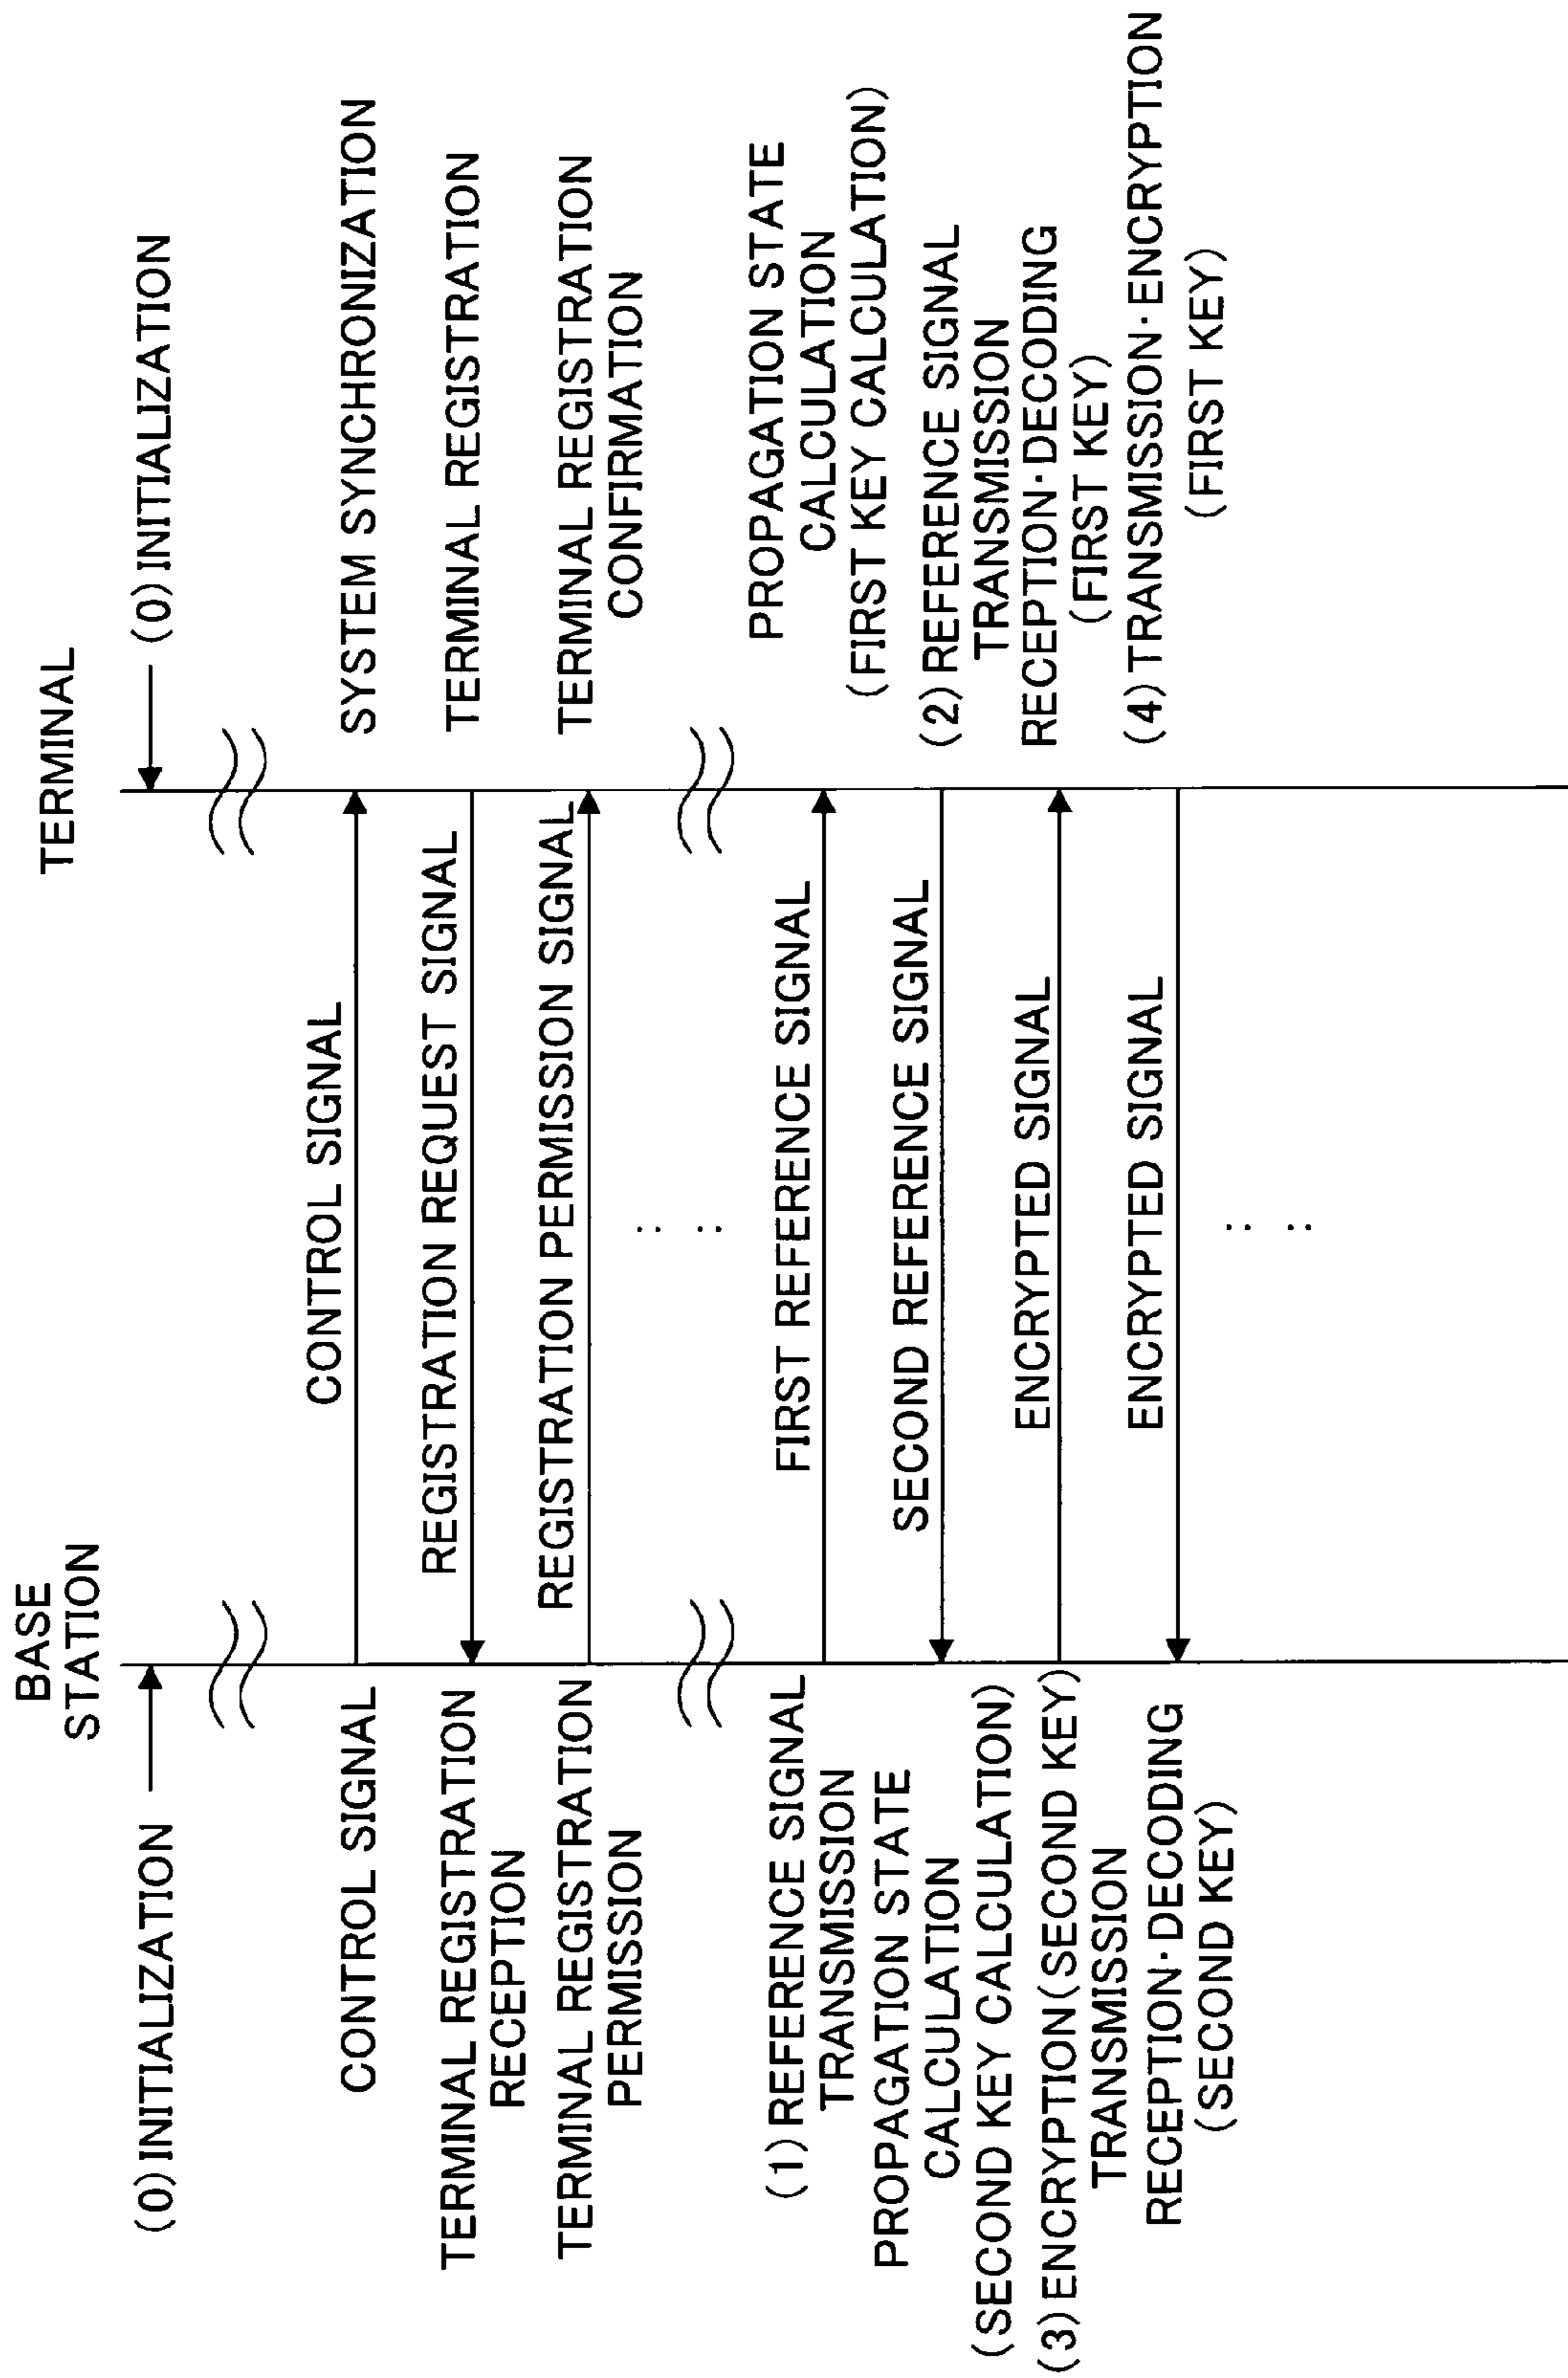 BASE
STATION
TERMINAL
(0) INITIALIZATION
(0) INITIALIZATION
CONTROL SIGNAL
CONTROL SIGNAL
SYSTEM SYNCHRONIZATION
TERMINAL REGISTRATION
RECEPTION
REGISTRATION REQUEST SIGNAL
TERMINAL REGISTRATION
TERMINAL REGISTRATION
PERMISSION
REGISTRATION PERMISSION SIGNAL
TERMINAL REGISTRATION
CONFIRMATION
(1) REFERENCE SIGNAL
TRANSMISSION
FIRST REFERENCE SIGNAL
PROPAGATION STATE
CALCULATION
(FIRST KEY CALCULATION)
PROPAGATION STATE
CALCULATION
(SECOND KEY CALCULATION)
SECOND REFERENCE SIGNAL
(2) REFERENCE SIGNAL
TRANSMISSION
(3) ENCRYPTION(SECOND KEY)
TRANSMISSION
ENCRYPTED SIGNAL
RECEPTION·DECODING
(FIRST KEY)
RECEPTION·DECODING
(SECOND KEY)
ENCRYPTED SIGNAL
(4) TRANSMISSION·ENCRYPTION
(FIRST KEY)